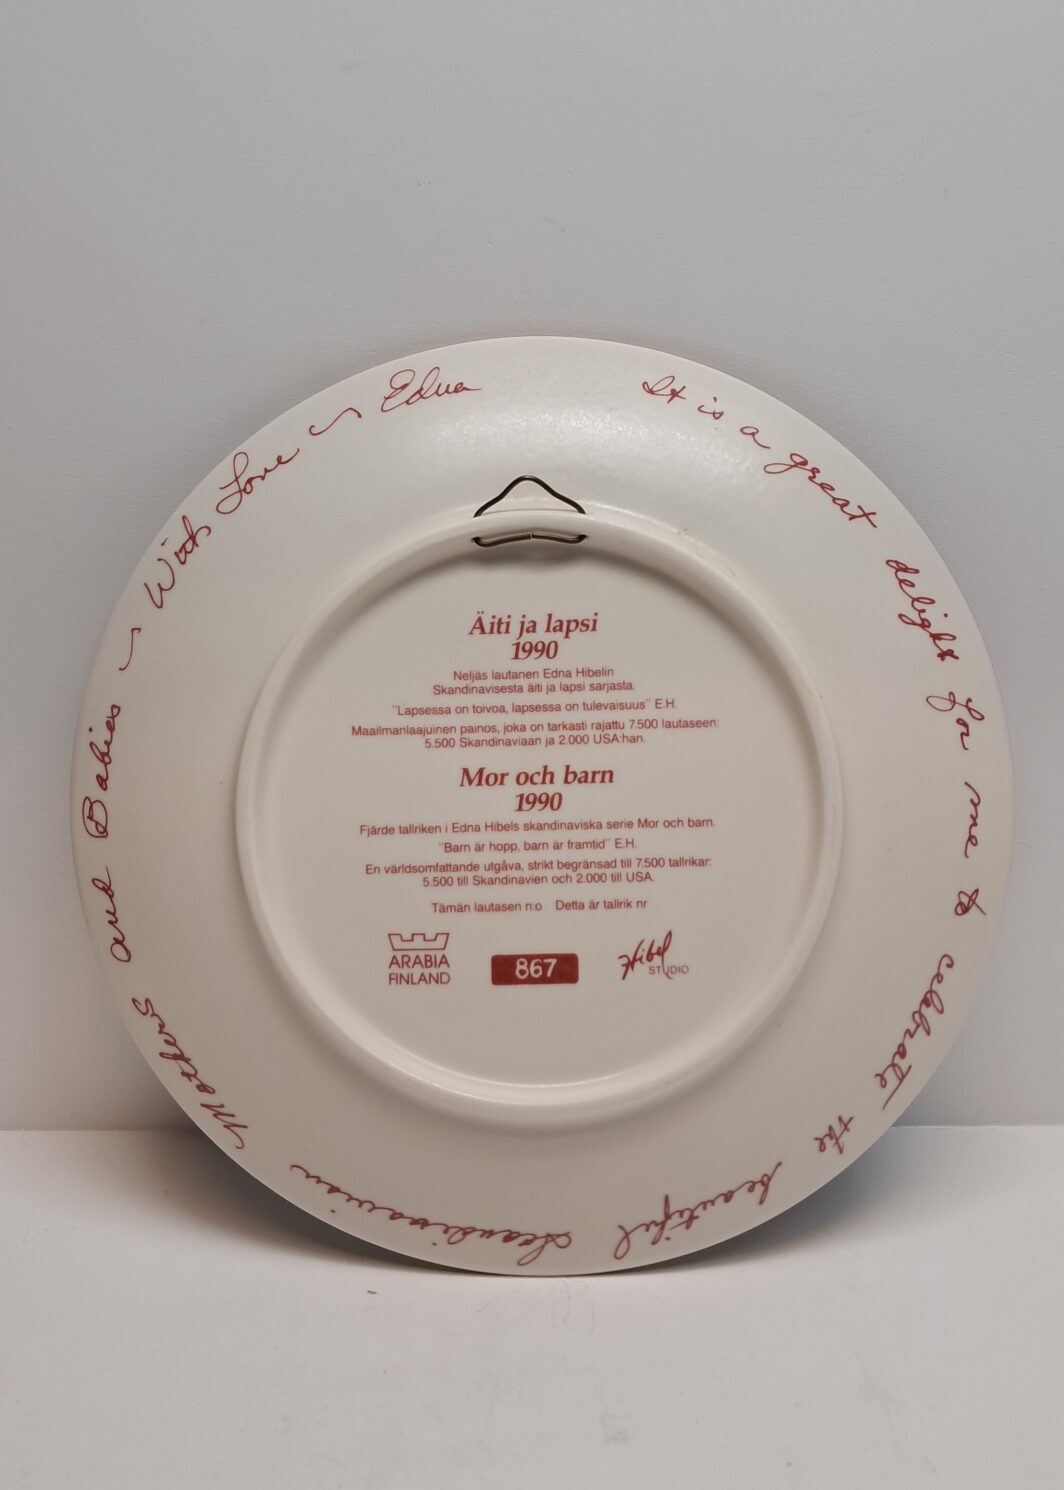 It is a great delight for me to celebrate the beautiful Scandinavian Mothers and Babies ~ With Love ~ Edna
Äiti ja lapsi
1990
Neljäs lautanen Edna Hibelin
Skandinavisesta äiti ja lapsi sarjasta.
"Lapsessa on toivoa, lapsessa on tulevaisuus" E.H.
Maailmanlaajuinen painos, joka on tarkasti rajattu 7.500 lautaseen:
5.500 Skandinaviaan ja 2.000 USA:han.
Mor och barn
1990
Fjärde tallriken i Edna Hibels skandinaviska serie Mor och barn.
"Barn är hopp, barn är framtid" E.H.
En världsomfattande utgåva, strikt begränsad till 7.500 tallrikar:
5.500 till Skandinavien och 2.000 till USA.
Tämän lautasen n:o Detta är tallrik nr
ARABIA
FINLAND
867
Hibel
STUDIO